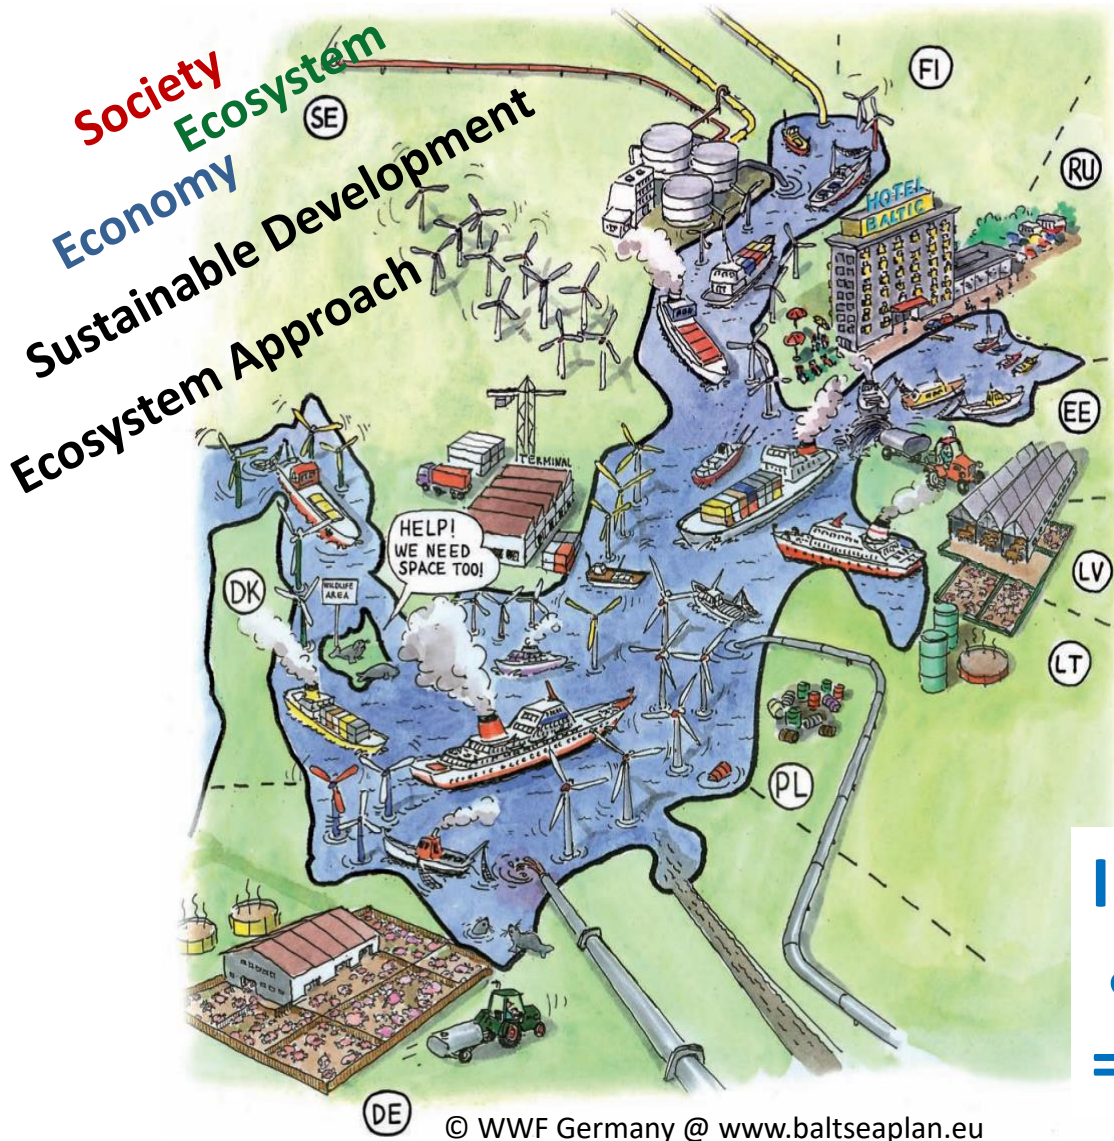 Society
Ecosystem
Economy
Sustainable Development
Ecosystem Approach
SE
FI
RU
HOTEL
BALTIC
EE
TERMINAL
HELP!
WE NEED
SPACE TOO!
WILDLIFE
AREA
DK
LV
LT
PL
=
DE
© WWF Germany @ www.baltseaplan.eu